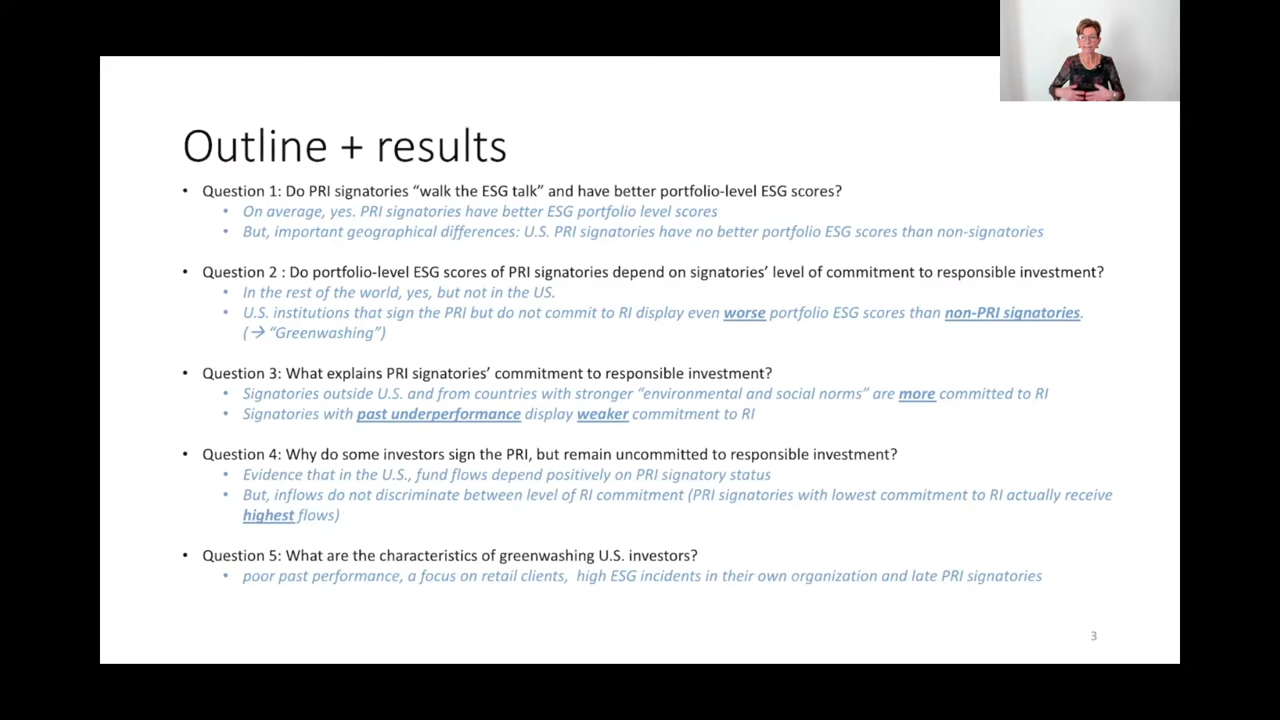 Outline + results
• Question 1: Do PRI signatories “walk the ESG talk” and have better portfolio-level ESG scores?
• On average, yes. PRI signatories have better ESG portfolio level scores
• But, important geographical differences: U.S. PRI signatories have no better portfolio ESG scores than non-signatories
• Question 2 : Do portfolio-level ESG scores of PRI signatories depend on signatories’ level of commitment to responsible investment?
• In the rest of the world, yes, but not in the US.
• U.S. institutions that sign the PRI but do not commit to RI display even worse portfolio ESG scores than non-PRI signatories.
(→ “Greenwashing”)
• Question 3: What explains PRI signatories’ commitment to responsible investment?
• Signatories outside U.S. and from countries with stronger “environmental and social norms” are more committed to RI
• Signatories with past underperformance display weaker commitment to RI
• Question 4: Why do some investors sign the PRI, but remain uncommitted to responsible investment?
• Evidence that in the U.S., fund flows depend positively on PRI signatory status
• But, inflows do not discriminate between level of RI commitment (PRI signatories with lowest commitment to RI actually receive
highest flows)
• Question 5: What are the characteristics of greenwashing U.S. investors?
• poor past performance, a focus on retail clients,  high ESG incidents in their own organization and late PRI signatories
3